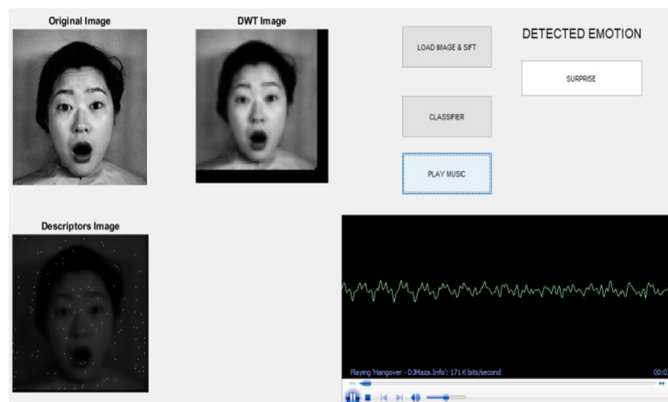 Original Image
DWT Image
LOAD IMAGE & SIFT
DETECTED EMOTION
SURPRISE
CLASSIFIER
PLAY MUSIC
Descriptors Image
Playing 'Hangover - DJMaza.Info': 171 K bits/second